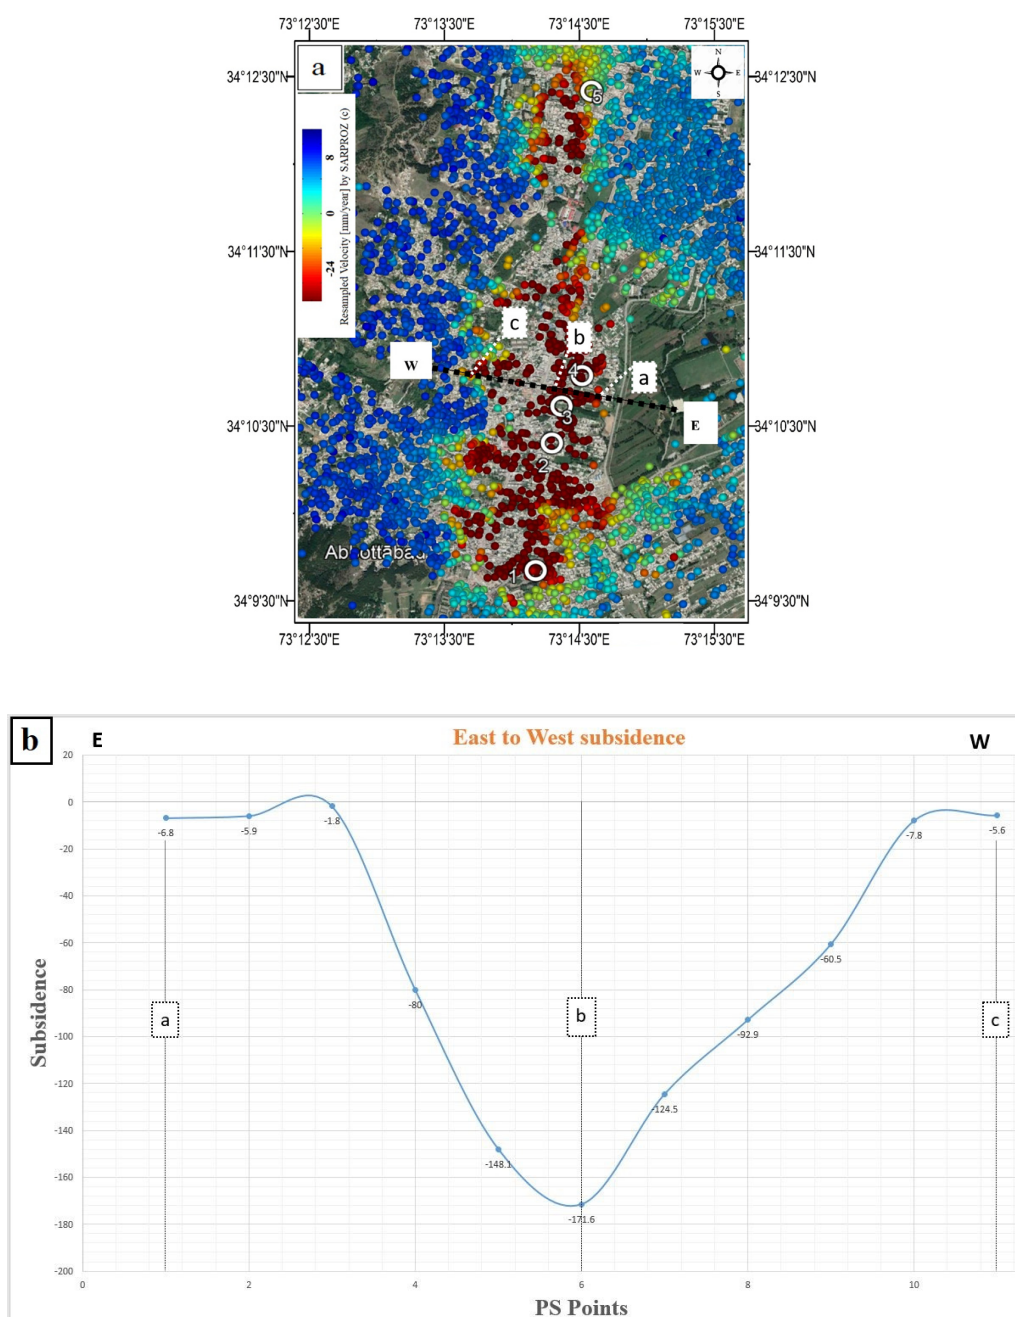 73°12'30"E 73°13'30"E 73°14'30"E 73°15'30"E
a
N
W E
S
34°12'30"N 34°12'30"N
5
8
0
-24
Resampled Velocity [mm/year] by SARPROZ (c)
34°11'30"N 34°11'30"N
c
b
W
4
a
3
E
34°10'30"N 34°10'30"N
2
Abbottabad
1
34°9'30"N 34°9'30"N
73°12'30"E 73°13'30"E 73°14'30"E 73°15'30"E
b
E
East to West subsidence
W
20
0
-20
-40
-60
-80
-100
-120
-140
-160
-180
-200
Subsidence
-6.8
-5.9
-1.8
-80
-148.1
-171.6
-124.5
-92.9
-60.5
-7.8
-5.6
a
b
c
0 2 4 6 8 10
PS Points